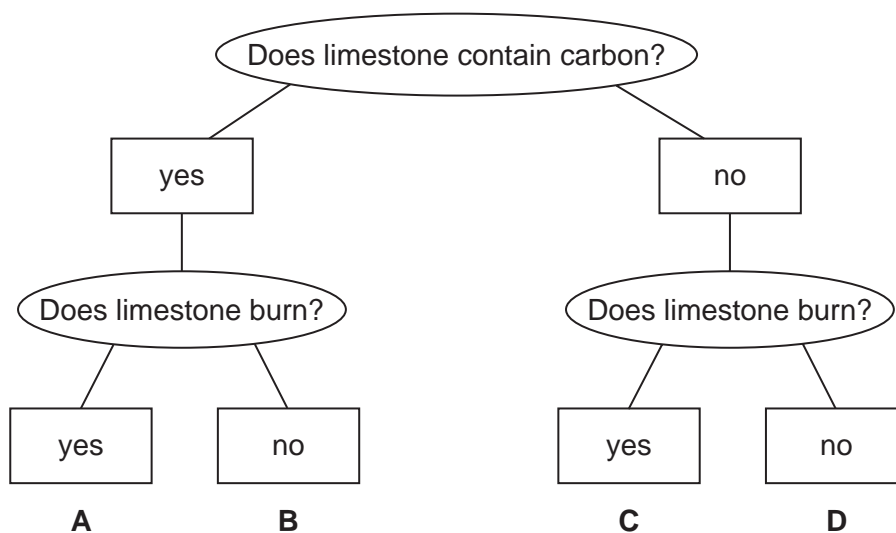 Does limestone contain carbon?
yes
no
Does limestone burn?
Does limestone burn?
yes
no
yes
no
A
B
C
D